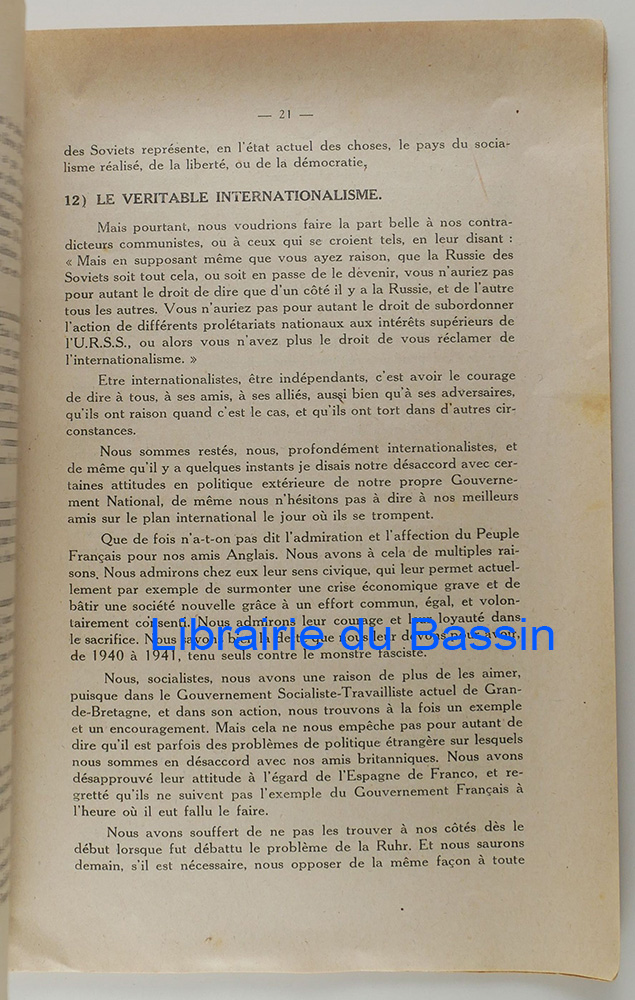 — 21 —
des Soviets représente, en l'état actuel des choses, le pays du socia-
lisme réalisé, de la liberté, ou de la démocratie,
12) LE VERITABLE INTERNATIONALISME.
Mais pourtant, nous voudrions faire la part belle à nos contra-
dicteurs communistes, ou à ceux qui se croient tels, en leur disant :
« Mais en supposant même que vous ayez raison, que la Russie des
Soviets soit tout cela, ou soit en passe de le devenir, vous n'auriez pas
pour autant le droit de dire que d'un côté il y a la Russie, et de l'autre
tous les autres. Vous n'auriez pas pour autant le droit de subordonner
l'action de différents prolétariats nationaux aux intérêts supérieurs de
l'U.R.S.S., ou alors vous n'avez plus le droit de vous réclamer de
l'internationalisme. »
Etre internationalistes, être indépendants, c'est avoir le courage
de dire à tous, à ses amis, à ses alliés, aussi bien qu'à ses adversaires,
qu'ils ont raison quand c'est le cas, et qu'ils ont tort dans d'autres cir-
constances.
Nous sommes restés, nous, profondément internationalistes, et
de même qu'il y a quelques instants je disais notre désaccord avec cer-
taines attitudes en politique extérieure de notre propre Gouverne-
ment National, de même nous n'hésitons pas à dire à nos meilleurs
amis sur le plan international le jour où ils se trompent.
Que de fois n'a-t-on pas dit l'admiration et l'affection du Peuple
Français pour nos amis Anglais. Nous avons à cela de multiples rai-
sons. Nous admirons chez eux leur sens civique, qui leur permet actuel-
lement par exemple de surmonter une crise économique grave et de
bâtir une société nouvelle grâce à un effort commun, égal, et volon-
tairement consenti. Nous admirons leur courage et leur loyauté dans
le sacrifice. Nous savons bien la dette que nous leur devons pour avoir,
de 1940 à 1941, tenu seuls contre le monstre fasciste.
Librairie du Bassin
Nous, socialistes, nous avons une raison de plus de les aimer,
puisque dans le Gouvernement Socialiste-Travailliste actuel de Gran-
de-Bretagne, et dans son action, nous trouvons à la fois un exemple
et un encouragement. Mais cela ne nous empêche pas pour autant de
dire qu'il est parfois des problèmes de politique étrangère sur lesquels
nous sommes en désaccord avec nos amis britanniques. Nous avons
désapprouvé leur attitude à l'égard de l'Espagne de Franco, et re-
gretté qu'ils ne suivent pas l'exemple du Gouvernement Français à
l'heure où il eut fallu le faire.
Nous avons souffert de ne pas les trouver à nos côtés dès le
début lorsque fut débattu le problème de la Ruhr. Et nous saurons
demain, s'il est nécessaire, nous opposer de la même façon à toute